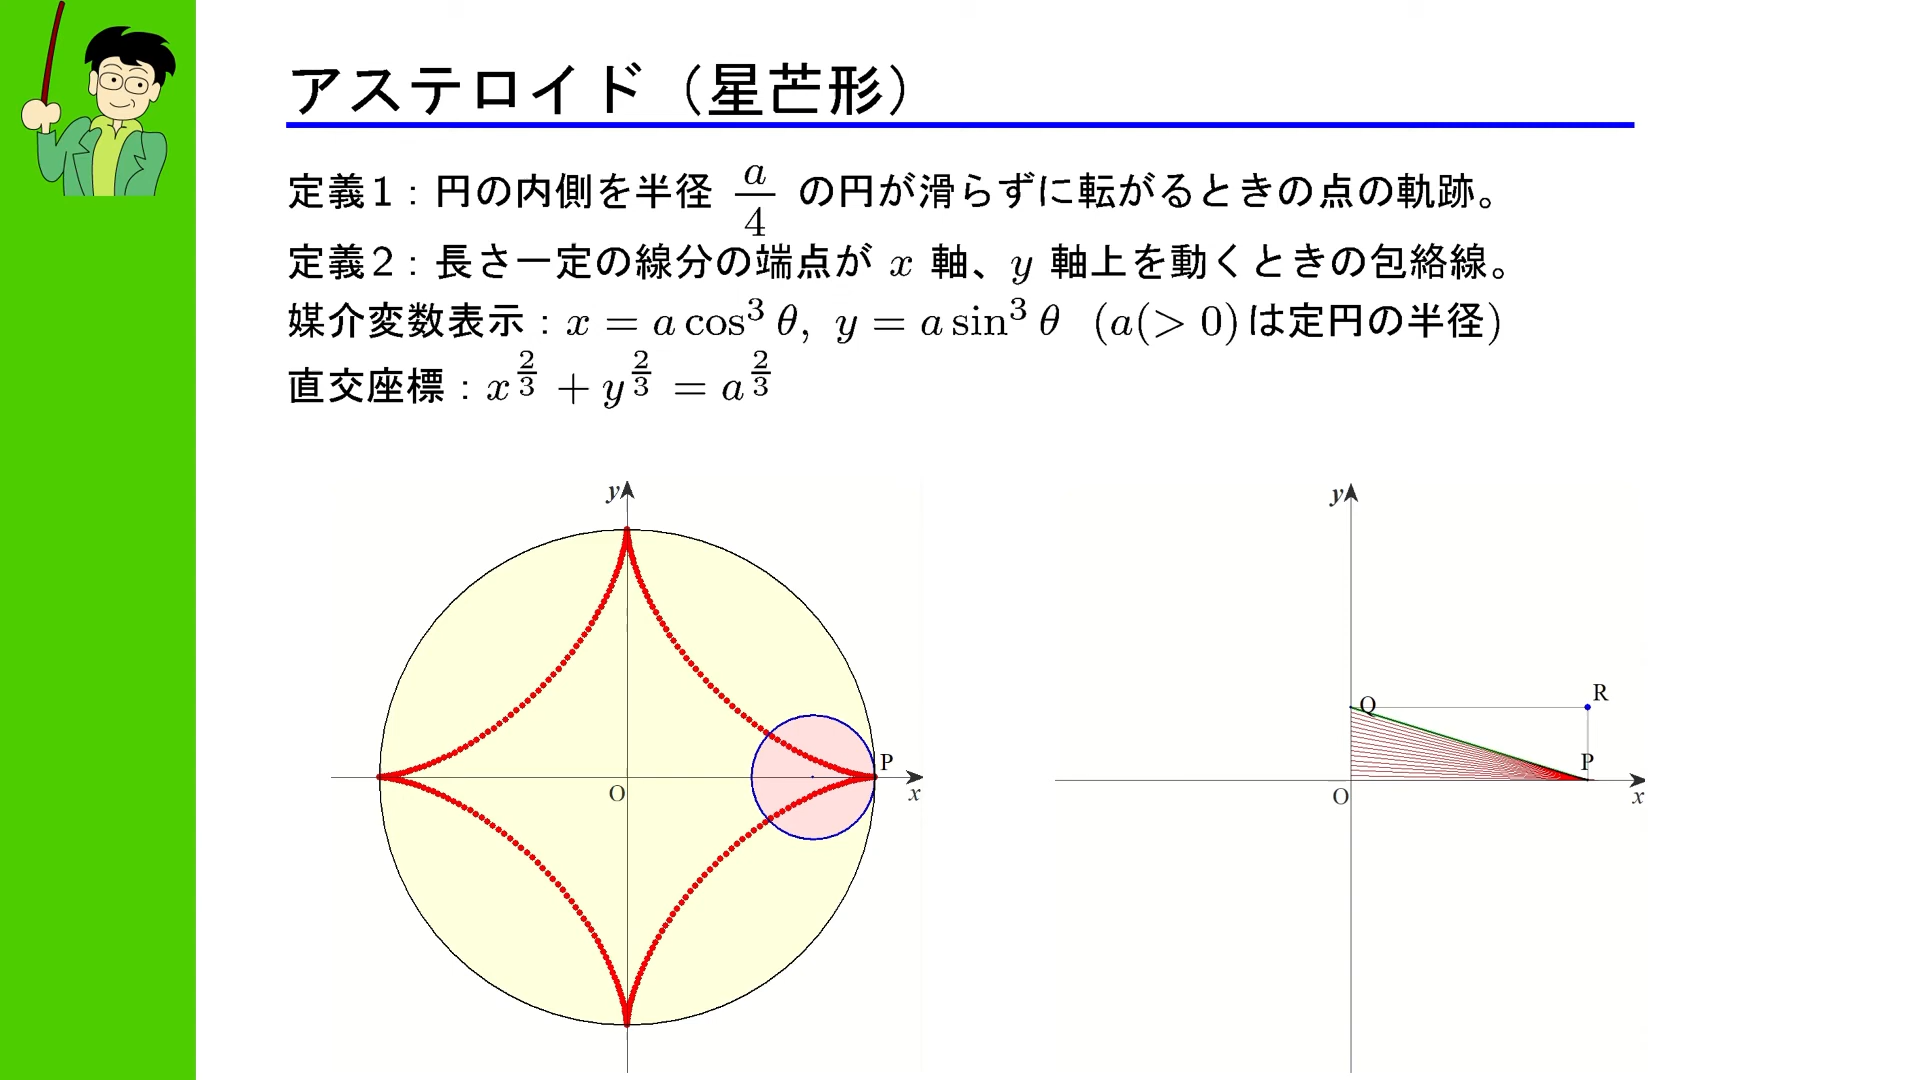 アステロイド（星芒形）
定義1：円の内側を半径 a/4 の円が滑らずに転がるときの点の軌跡。
定義2：長さ一定の線分の端点が x 軸、y 軸上を動くときの包絡線。
媒介変数表示：x = a cos³ θ, y = a sin³ θ (a(> 0)は定円の半径)
直交座標：x^(2/3) + y^(2/3) = a^(2/3)
y
P
O
x
y
Q
R
P
O
x